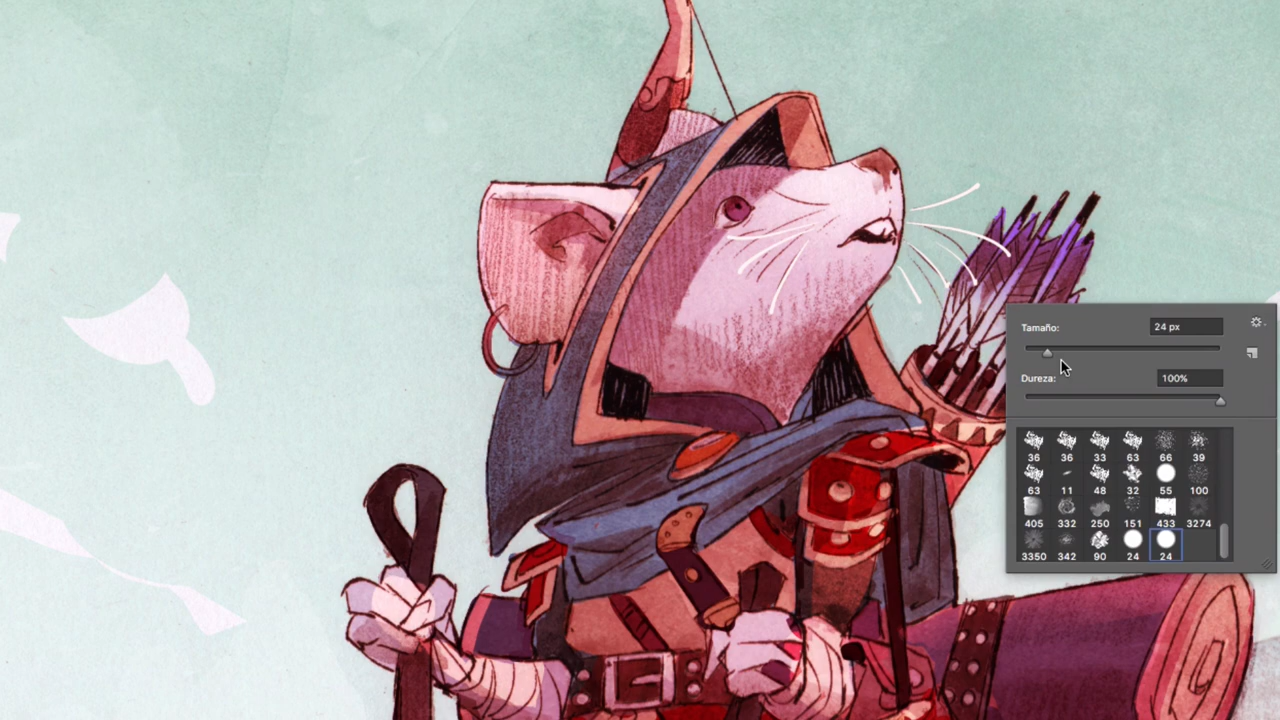 Tamaño:
24 px
Dureza:
100%
36 36 33 63 66 39
63 11 48 32 55 100
405 332 250 151 433 3274
3350 342 90 24 24